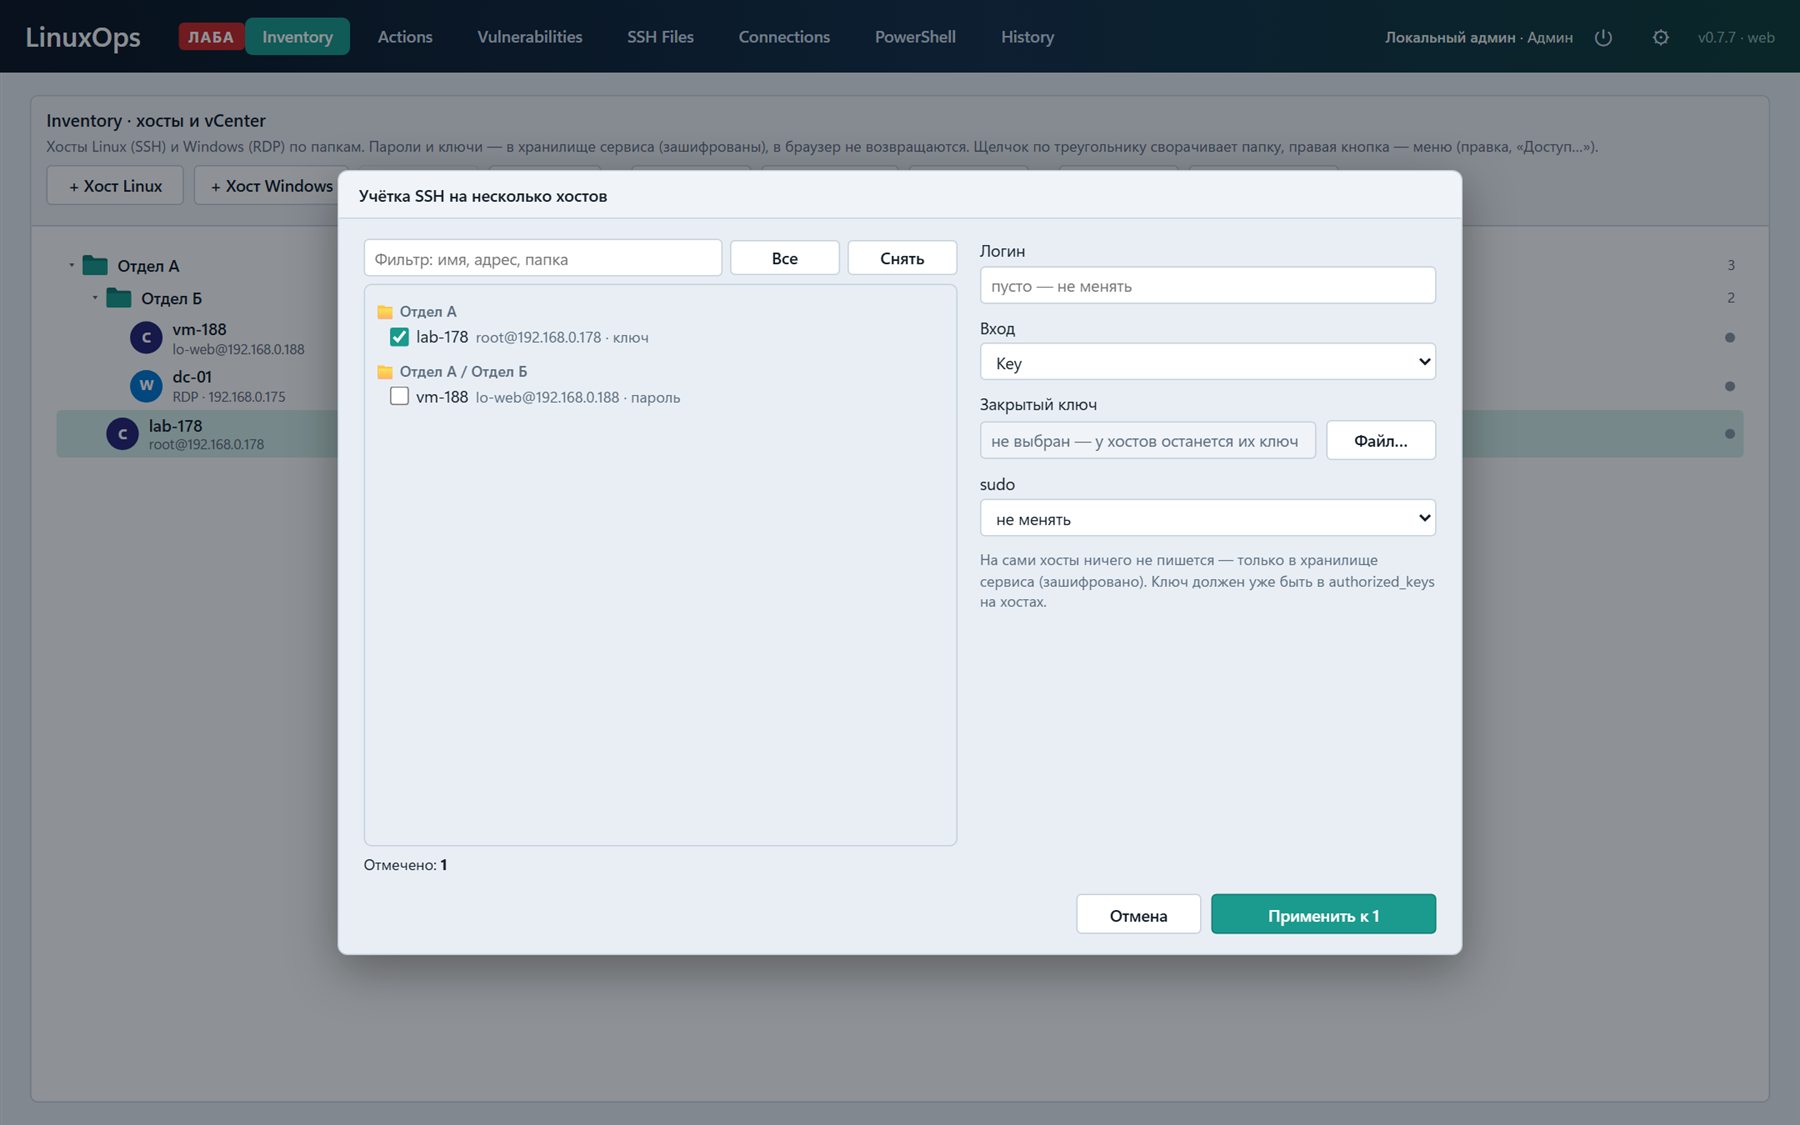 LinuxOps
ЛАБА
Inventory
Actions
Vulnerabilities
SSH Files
Connections
PowerShell
History
Локальный админ · Админ
v0.7.7 · web
Inventory · хосты и vCenter
Хосты Linux (SSH) и Windows (RDP) по папкам. Пароли и ключи — в хранилище сервиса (зашифрованы), в браузер не возвращаются. Щелчок по треугольнику сворачивает папку, правая кнопка — меню (правка, «Доступ...»).
+ Хост Linux
+ Хост Windows
Отдел А
3
Отдел Б
2
C
vm-188
lo-web@192.168.0.188
W
dc-01
RDP · 192.168.0.175
C
lab-178
root@192.168.0.178
Учётка SSH на несколько хостов
Фильтр: имя, адрес, папка
Все
Снять
Отдел А
lab-178 root@192.168.0.178 · ключ
Отдел А / Отдел Б
vm-188 lo-web@192.168.0.188 · пароль
Отмечено: 1
Логин
пусто — не менять
Вход
Key
Закрытый ключ
не выбран — у хостов останется их ключ
Файл...
sudo
не менять
На сами хосты ничего не пишется — только в хранилище
сервиса (зашифровано). Ключ должен уже быть в authorized_keys
на хостах.
Отмена
Применить к 1